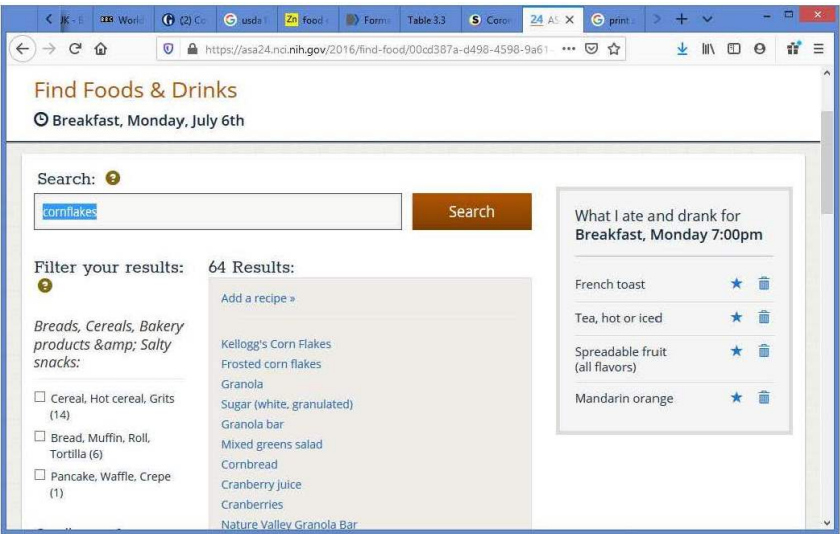 JK - E
World
(2) Co
usda
Zn food
Forms
Table 3.3
S Coron
24 AS
print
https://asa24.nci.nih.gov/2016/find-food/00cd387a-d498-4598-9a61-
Find Foods & Drinks
Breakfast, Monday, July 6th
Search: ?
cornflakes
Search
Filter your results:
?
Breads, Cereals, Bakery
products &amp; Salty
snacks:
Cereal, Hot cereal, Grits
(14)
Bread, Muffin, Roll,
Tortilla (6)
Pancake, Waffle, Crepe
(1)
64 Results:
Add a recipe »
Kellogg's Corn Flakes
Frosted corn flakes
Granola
Sugar (white, granulated)
Granola bar
Mixed greens salad
Cornbread
Cranberry juice
Cranberries
Nature Valley Granola Bar
What I ate and drank for
Breakfast, Monday 7:00pm
French toast
Tea, hot or iced
Spreadable fruit
(all flavors)
Mandarin orange